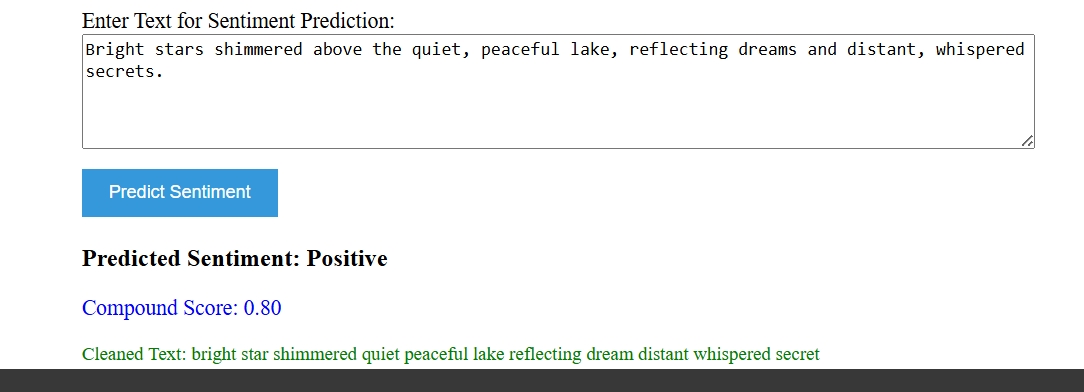 Enter Text for Sentiment Prediction:
Bright stars shimmered above the quiet, peaceful lake, reflecting dreams and distant, whispered
secrets.
Predict Sentiment
Predicted Sentiment: Positive
Compound Score: 0.80
Cleaned Text: bright star shimmered quiet peaceful lake reflecting dream distant whispered secret